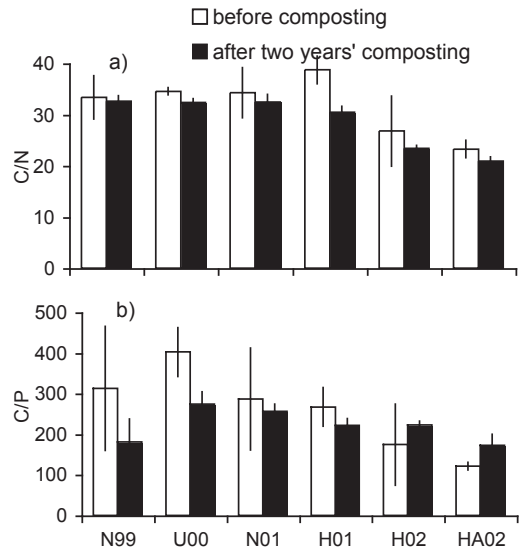 before composting
after two years' composting
a)
40
30
20
10
0
C/N
b)
500
400
300
200
100
0
C/P
N99 U00 N01 H01 H02 HA02